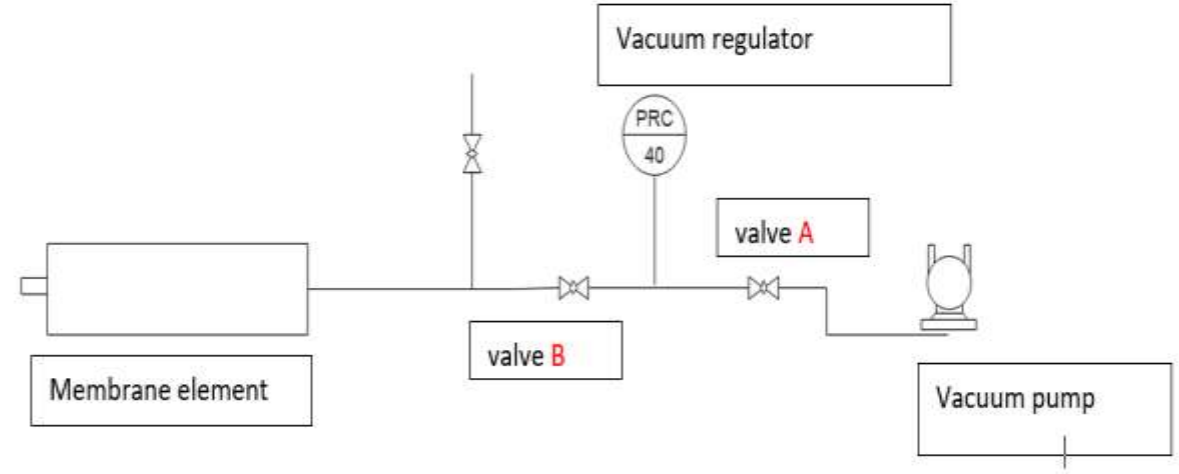 Vacuum regulator
PRC
40
valve A
valve B
Membrane element
Vacuum pump